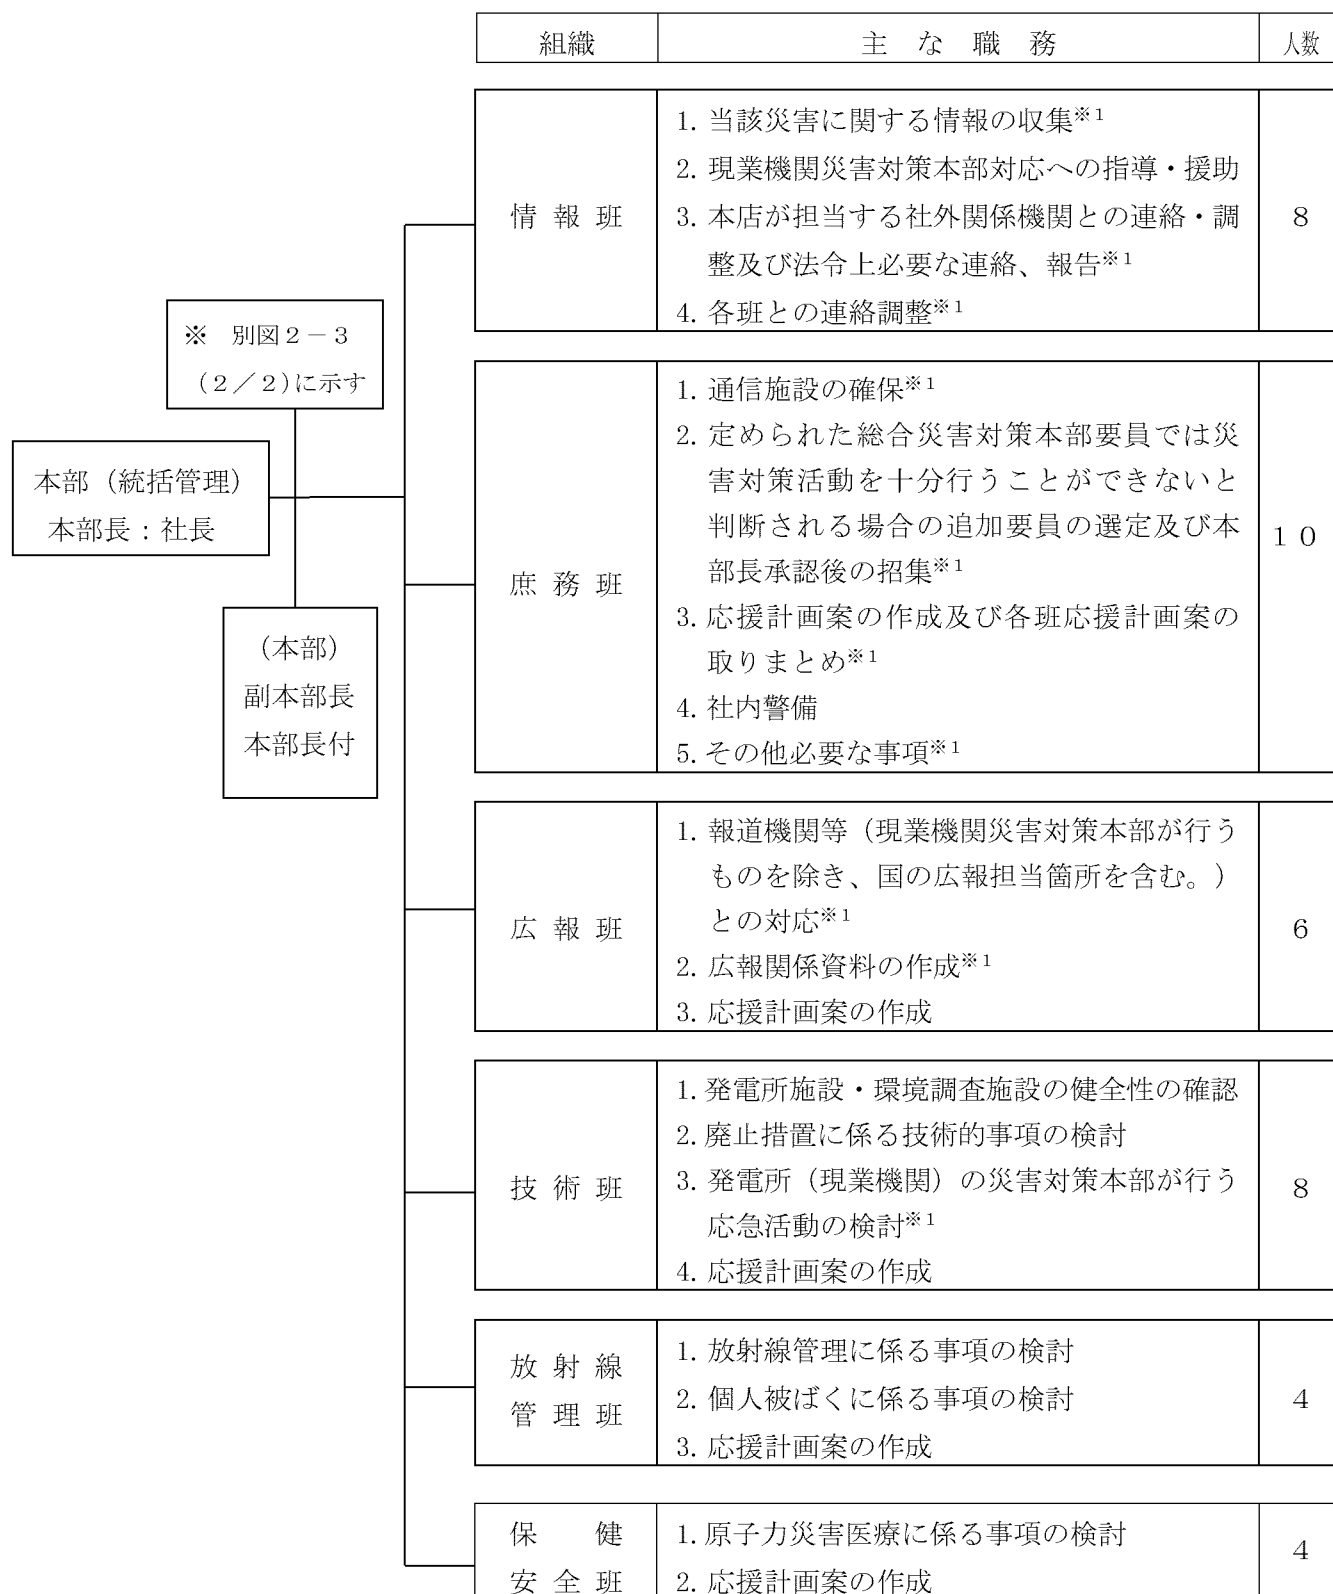 組織 主な職務 人数
情報班
1. 当該災害に関する情報の収集※1
2. 現業機関災害対策本部対応への指導・援助
3. 本店が担当する社外関係機関との連絡・調
整及び法令上必要な連絡、報告※1
4. 各班との連絡調整※1
8
※ 別図2-3
(2/2)に示す
本部(統括管理)
本部長:社長
(本部)
副本部長
本部長付
庶務班
1. 通信施設の確保※1
2. 定められた総合災害対策本部要員では災
害対策活動を十分行うことができないと
判断される場合の追加要員の選定及び本
部長承認後の招集※1
3. 応援計画案の作成及び各班応援計画案の
取りまとめ※1
4. 社内警備
5. その他必要な事項※1
10
広報班
1. 報道機関等(現業機関災害対策本部が行う
ものを除き、国の広報担当箇所を含む。)
との対応※1
2. 広報関係資料の作成※1
3. 応援計画案の作成
6
技術班
1. 発電所施設・環境調査施設の健全性の確認
2. 廃止措置に係る技術的事項の検討
3. 発電所(現業機関)の災害対策本部が行う
応急活動の検討※1
4. 応援計画案の作成
8
放射線
管理班
1. 放射線管理に係る事項の検討
2. 個人被ばくに係る事項の検討
3. 応援計画案の作成
4
保健
安全班
1. 原子力災害医療に係る事項の検討
2. 応援計画案の作成
4